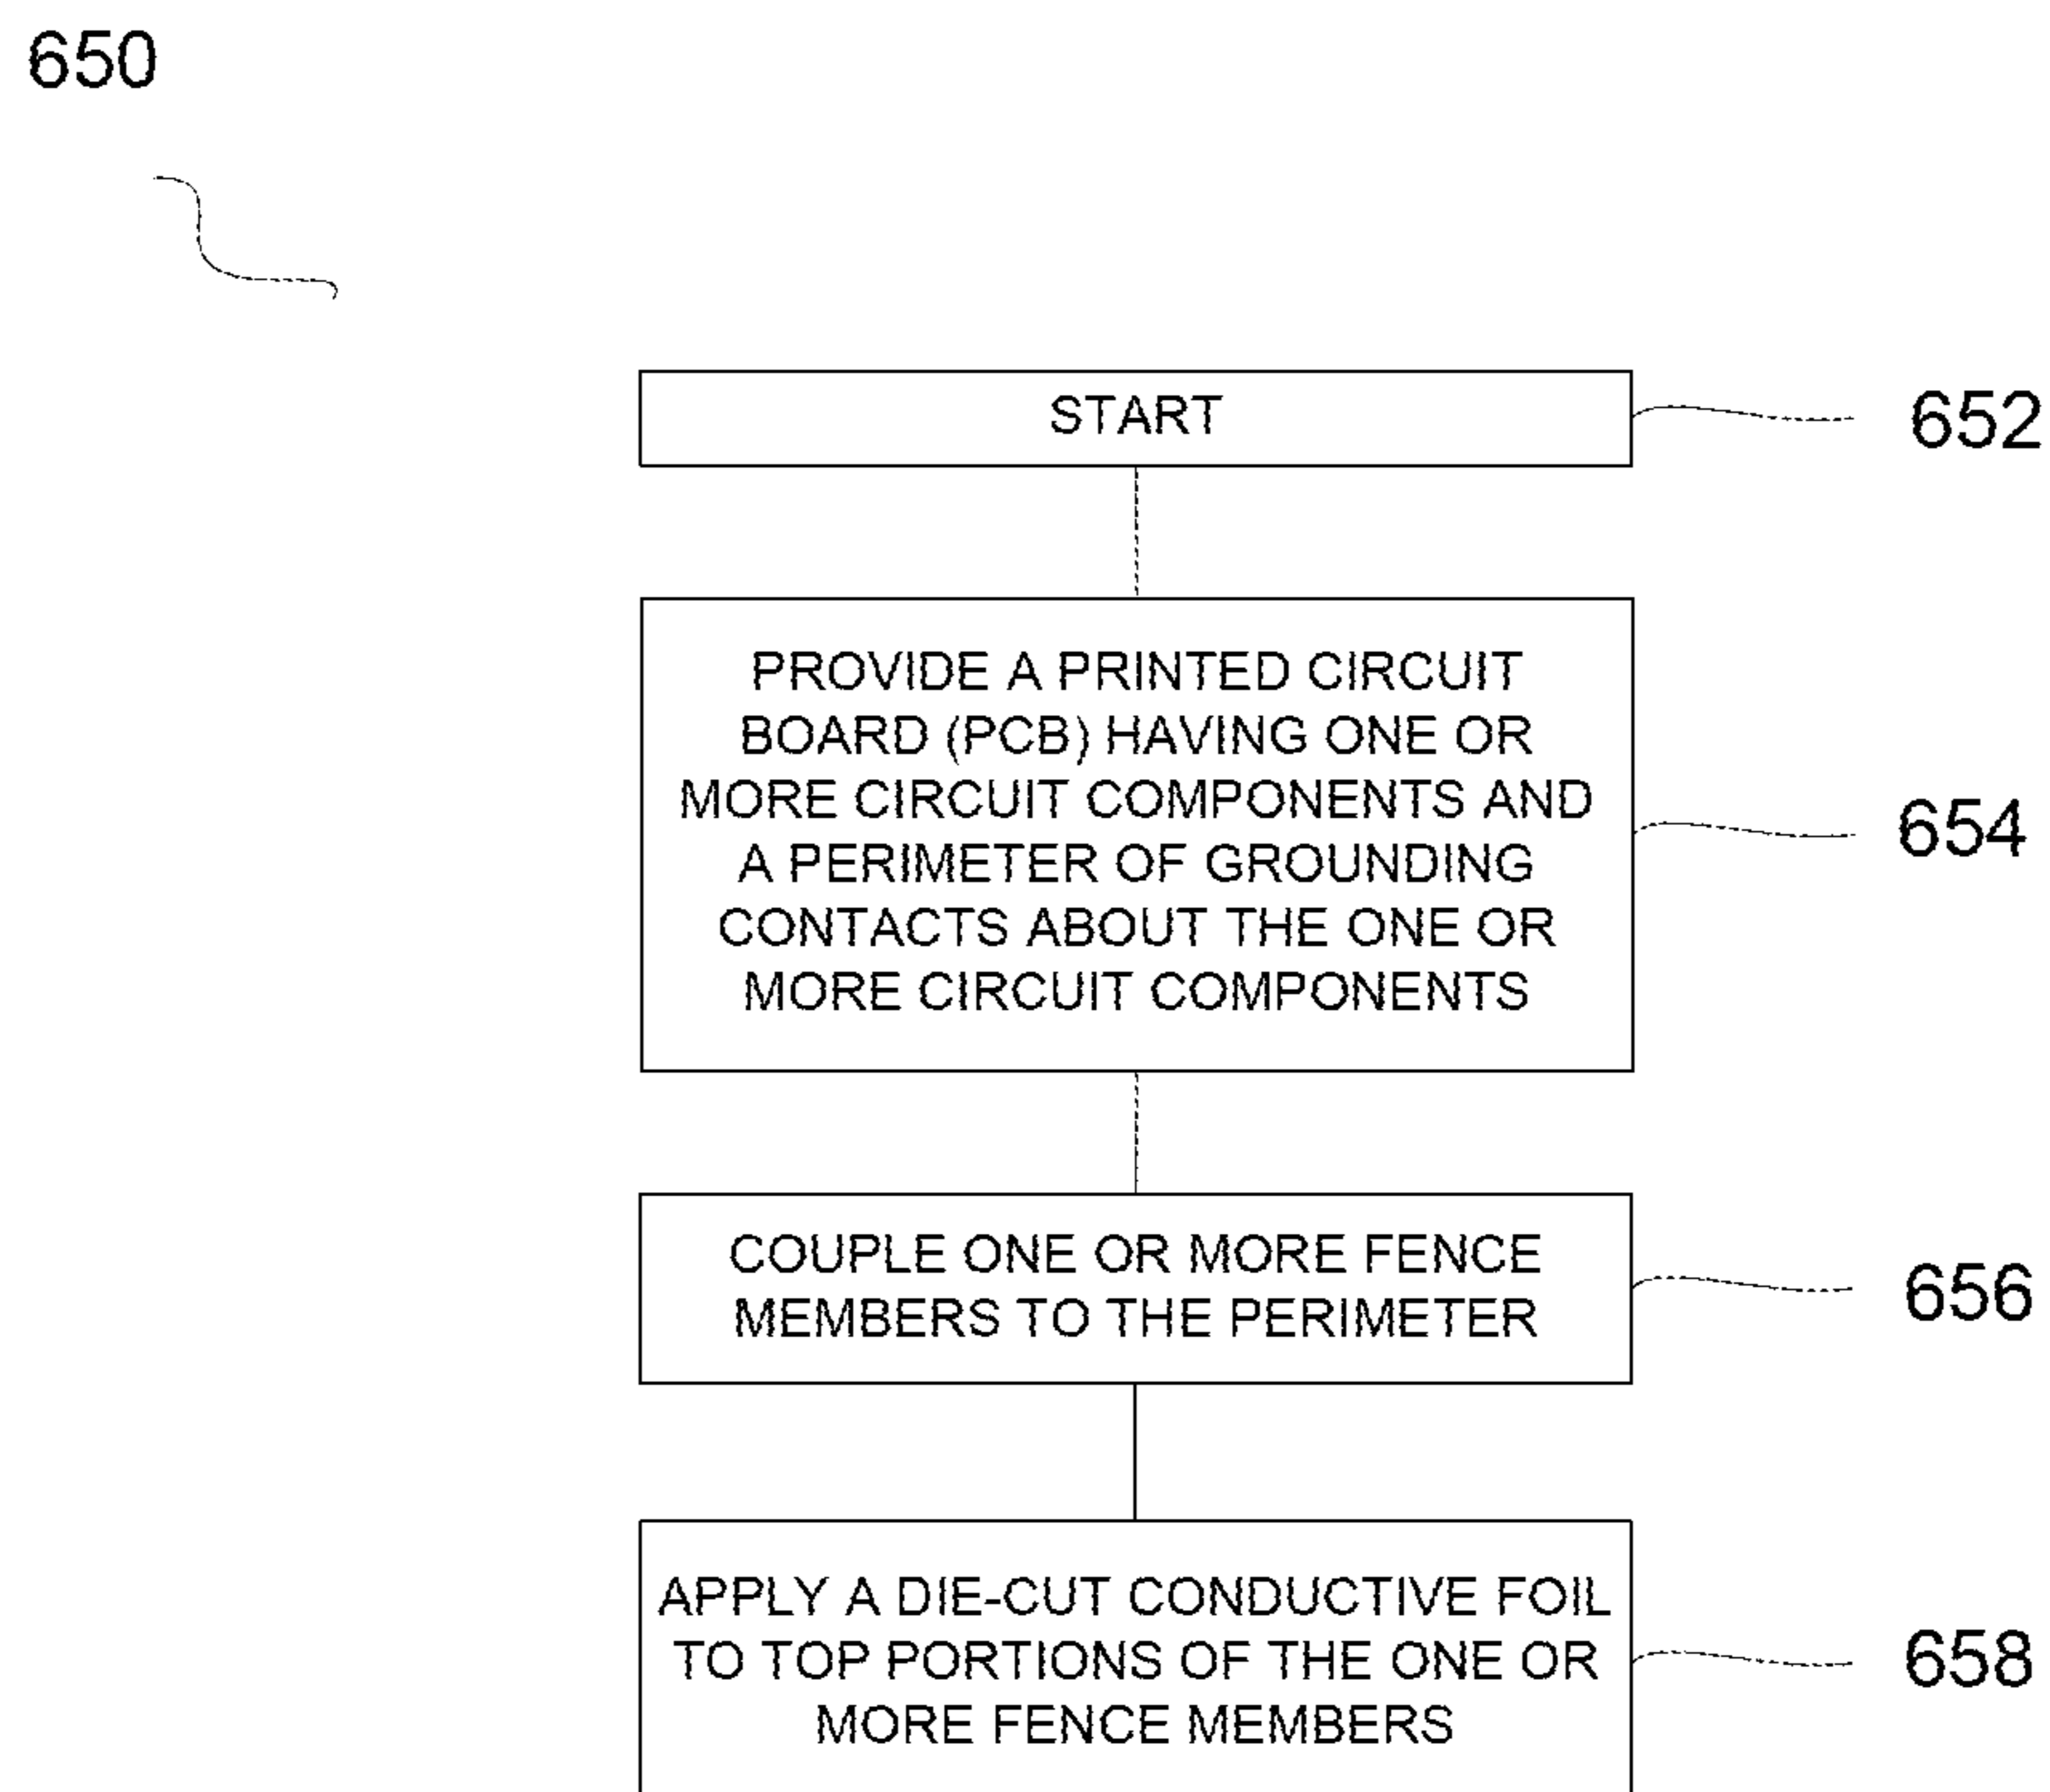 650
START
652
PROVIDE A PRINTED CIRCUIT
BOARD (PCB) HAVING ONE OR
MORE CIRCUIT COMPONENTS AND
A PERIMETER OF GROUNDING
CONTACTS ABOUT THE ONE OR
MORE CIRCUIT COMPONENTS
654
COUPLE ONE OR MORE FENCE
MEMBERS TO THE PERIMETER
656
APPLY A DIE-CUT CONDUCTIVE FOIL
TO TOP PORTIONS OF THE ONE OR
MORE FENCE MEMBERS
658